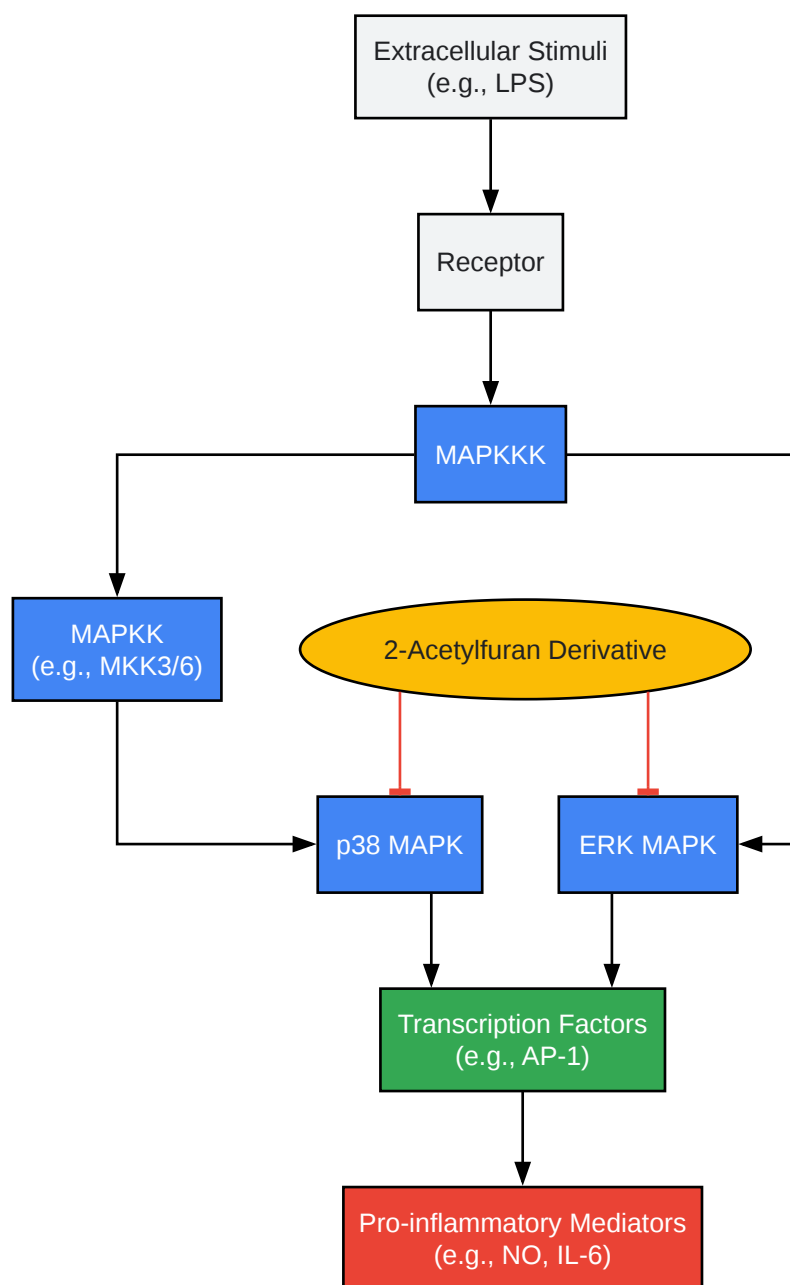 Extracellular Stimuli
(e.g., LPS)
Receptor
MAPKKK
MAPKK
(e.g., MKK3/6)
2-Acetylfuran Derivative
p38 MAPK
ERK MAPK
Transcription Factors
(e.g., AP-1)
Pro-inflammatory Mediators
(e.g., NO, IL-6)